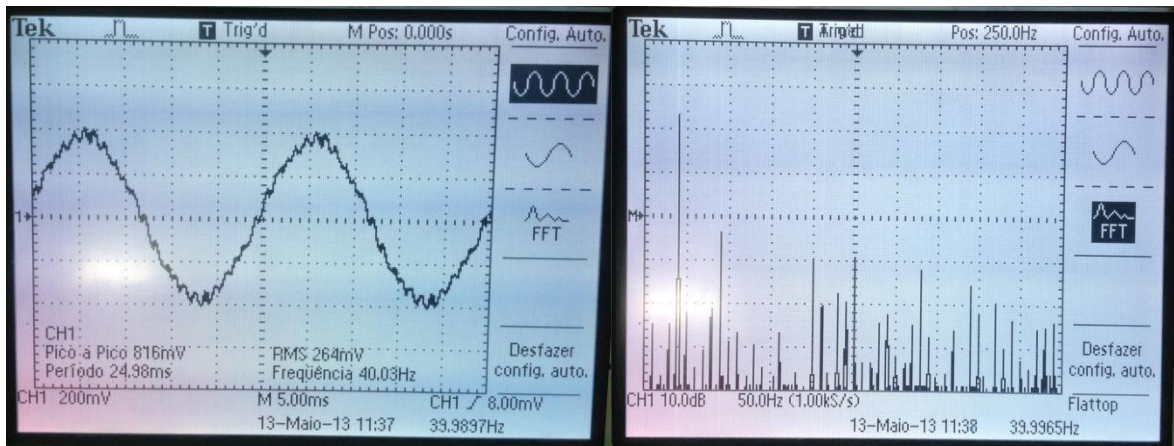 Tek
T Trig'd
M Pos: 0.000s
Config. Auto.
1
FFT
CH1
Pico a Pico 816mV
Período 24.98ms
RMS 264mV
Freqüência 40.03Hz
Desfazer
config. auto.
CH1 200mV
M 5.00ms
CH1 8.00mV
13-Maio-13 11:37
39.9897Hz
Tek
T
Pos: 250.0Hz
Config. Auto.
M
FFT
Desfazer
config. auto.
CH1 10.0dB
50.0Hz (1.00kS/s)
Flattop
13-Maio-13 11:38
39.9965Hz